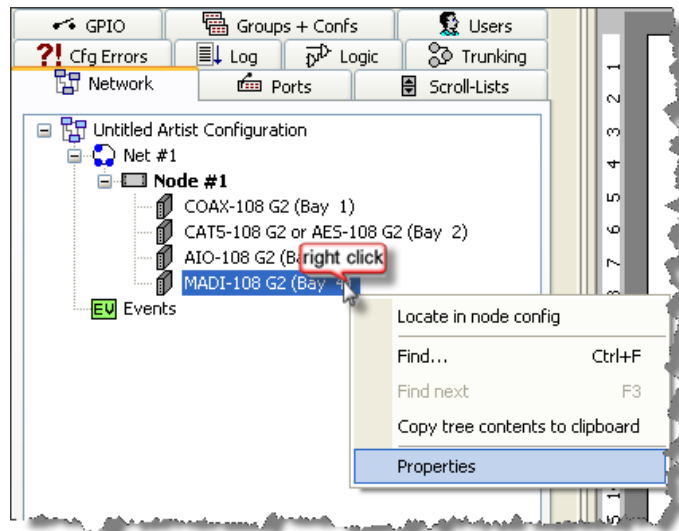 GPIO Groups + Confs Users
?! Cfg Errors Log Logic Trunking
Network Ports Scroll-Lists
Untitled Artist Configuration
Net #1
Node #1
COAX-108 G2 (Bay 1)
CAT5-108 G2 or AES-108 G2 (Bay 2)
AIO-108 G2 (Ba
right click
MADI-108 G2 (Bay 4)
EV Events
Locate in node config
Find... Ctrl+F
Find next F3
Copy tree contents to clipboard
Properties
1
2
3
4
5
6
7